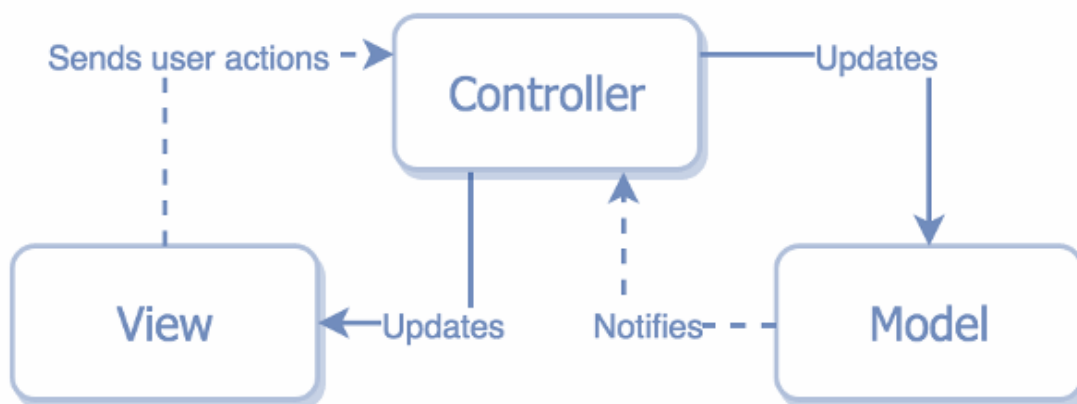 Sends user actions
Controller
Updates
View
Updates
Notifies
Model